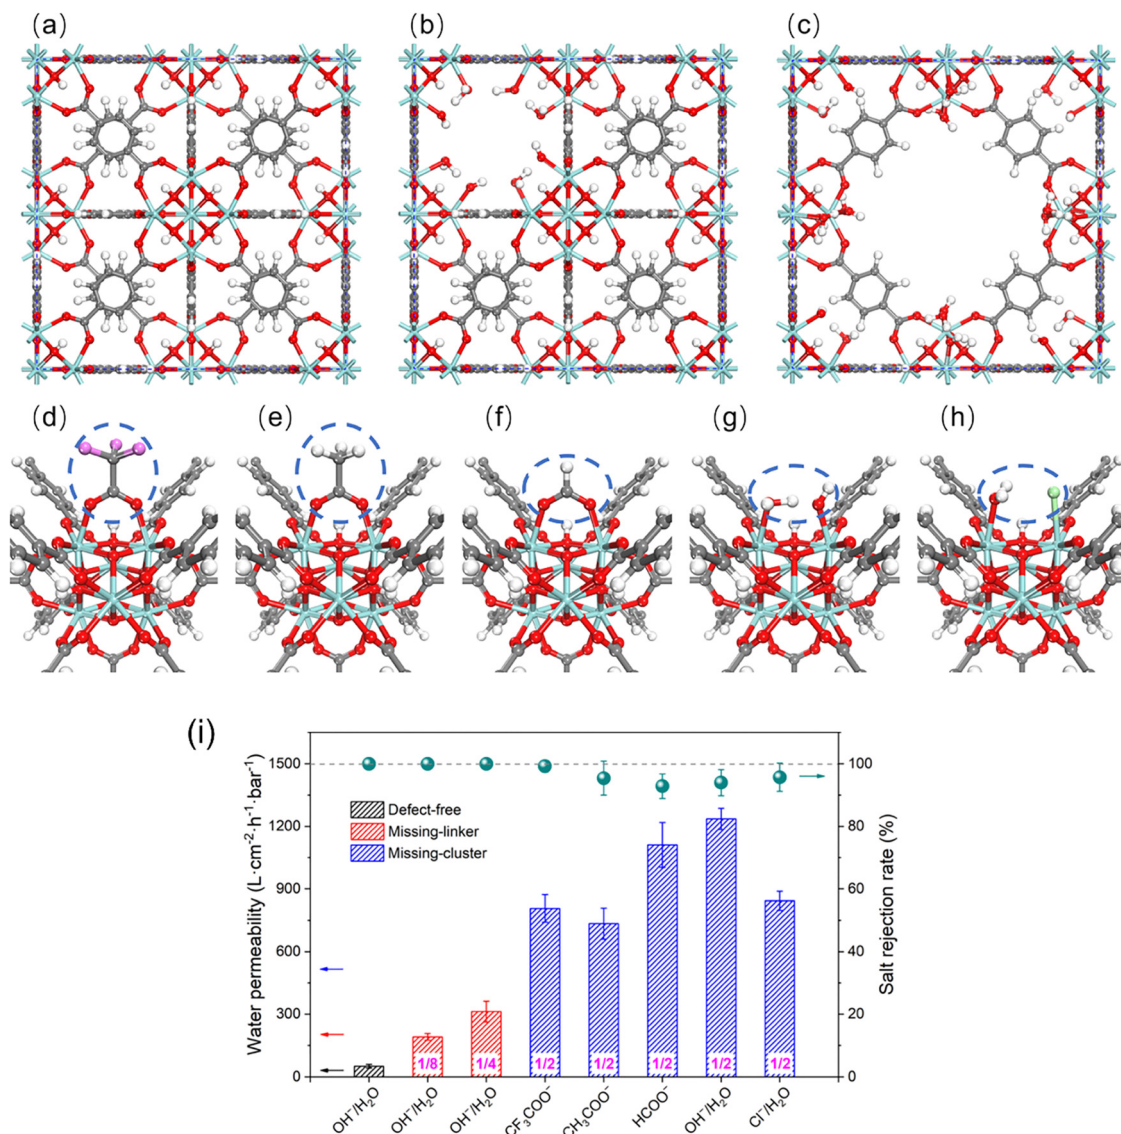 (a)
(b)
(c)
(d)
(e)
(f)
(g)
(h)
(i)
Water permeability (L·cm⁻²·h⁻¹·bar⁻¹)
1500
1200
900
600
300
0
Defect-free
Missing-linker
Missing-cluster
1/8
1/4
1/2
1/2
1/2
1/2
1/2
100
80
60
40
20
0
Salt rejection rate (%)
OH⁻/H₂O
OH⁻/H₂O
OH⁻/H₂O
CF₃COO⁻
CH₃COO⁻
HCOO⁻
OH⁻/H₂O
Cl⁻/H₂O